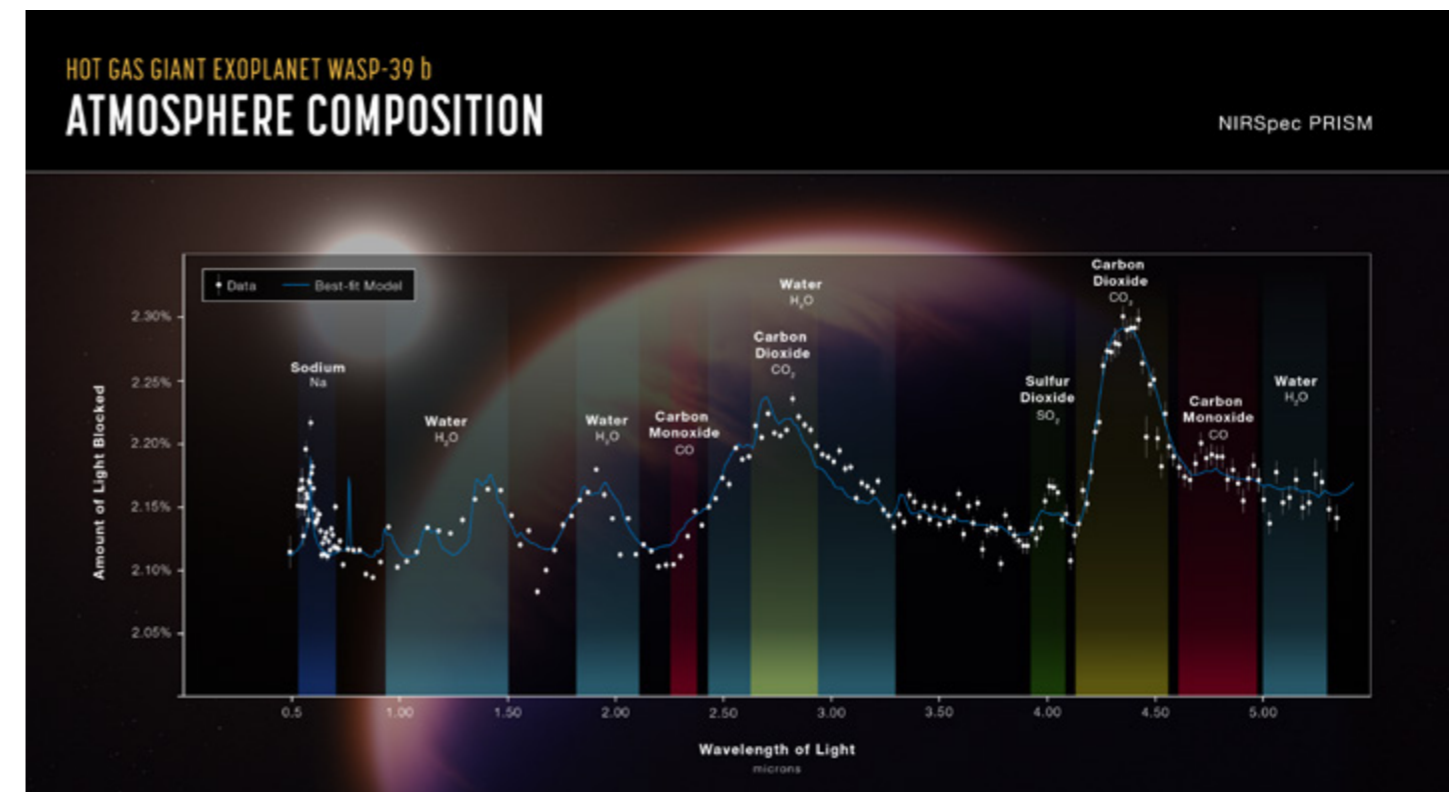 HOT GAS GIANT EXOPLANET WASP-39 b
ATMOSPHERE COMPOSITION
NIRSpec PRISM
Data
Best-fit Model
Amount of Light Blocked
2.30%
2.25%
2.20%
2.15%
2.10%
2.05%
Sodium
Na
Water
H₂O
Water
H₂O
Carbon
Monoxide
CO
Water
H₂O
Carbon
Dioxide
CO₂
Sulfur
Dioxide
SO₂
Carbon
Dioxide
CO₂
Carbon
Monoxide
CO
Water
H₂O
0.5
1.00
1.50
2.00
2.50
3.00
3.50
4.00
4.50
5.00
Wavelength of Light
microns